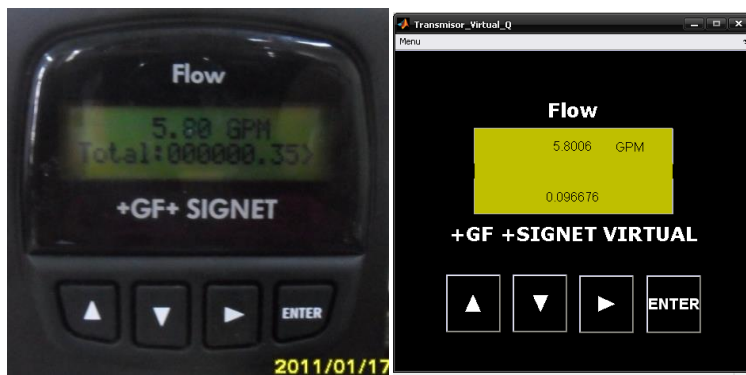 Flow
5.80 GPM
Total:000000.35>
+GF+ SIGNET
ENTER
2011/01/17
Transmisor_Virtual_Q
Menu
Flow
5.8006 GPM
0.096676
+GF +SIGNET VIRTUAL
ENTER